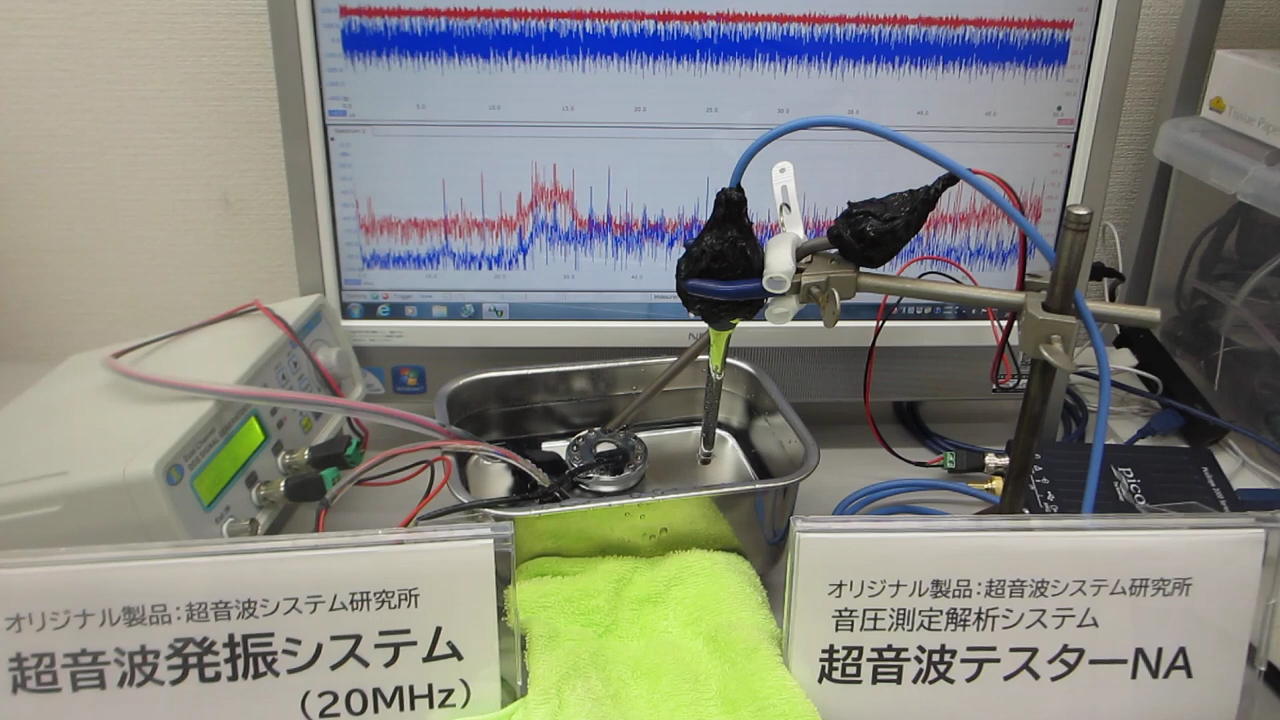 Tissue Pape
pico
オリジナル製品：超音波システム研究所
超音波発振システム
（20MHz）
オリジナル製品：超音波システム研究所
音圧測定解析システム
超音波テスターNA